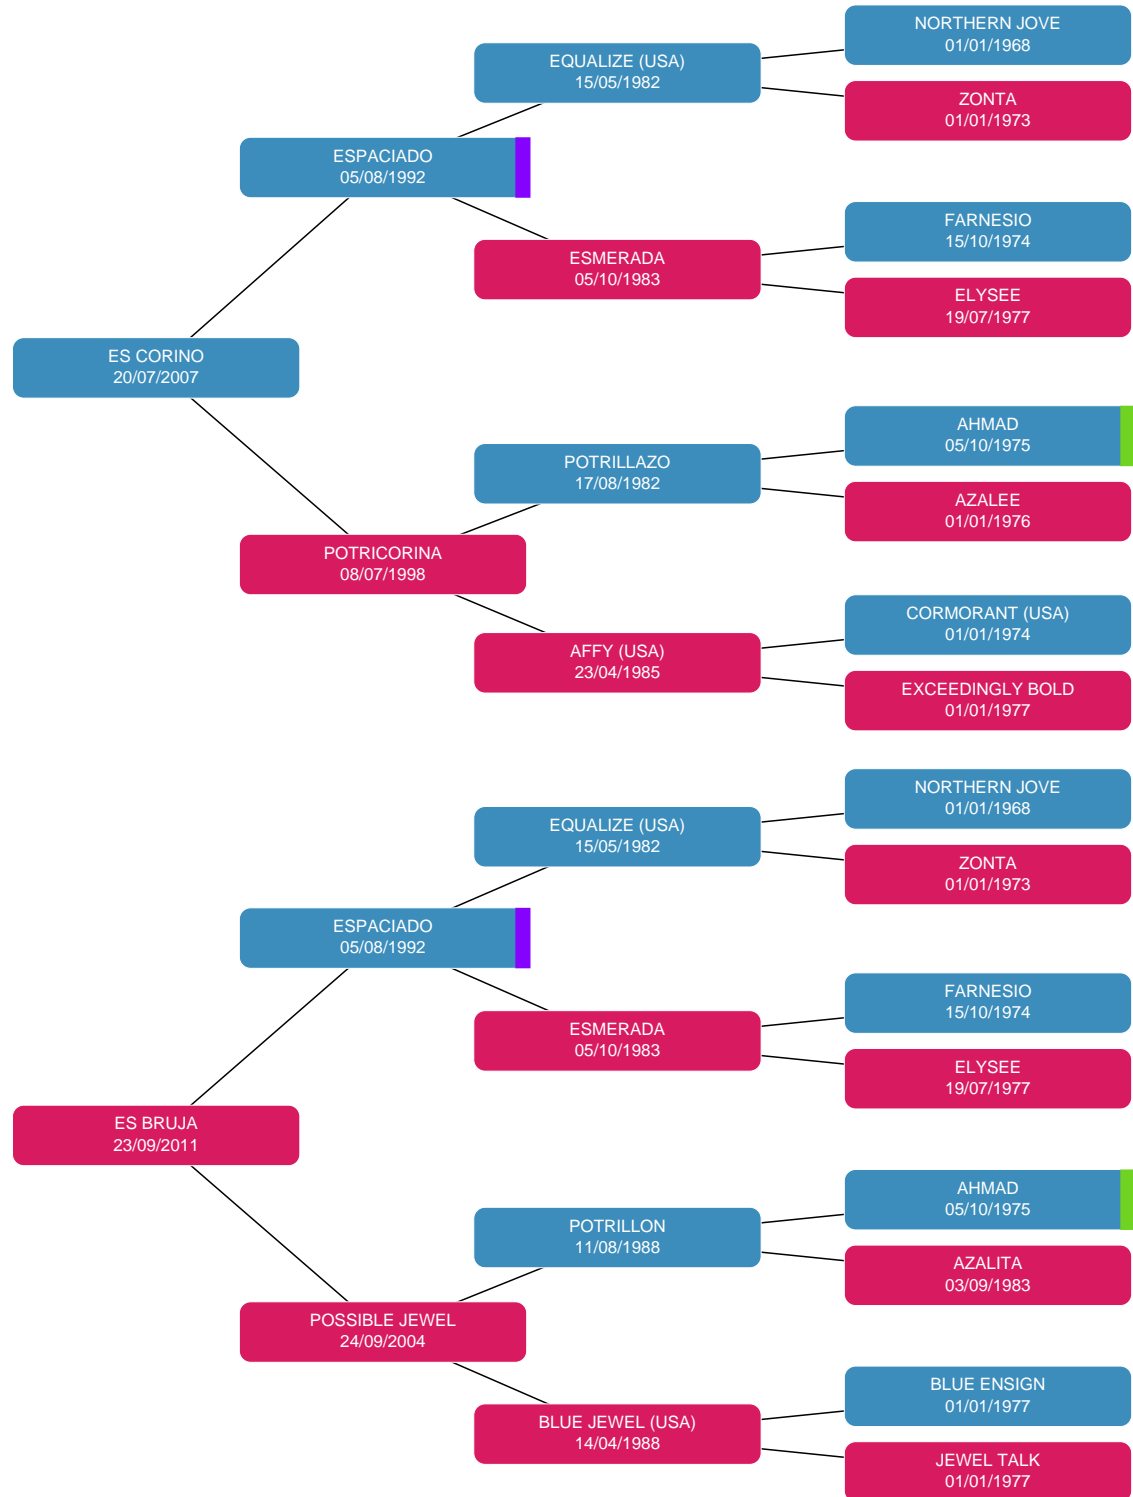 NORTHERN JOVE
01/01/1968
EQUALIZE (USA)
15/05/1982
ZONTA
01/01/1973
ESPACIADO
05/08/1992
FARNESIO
15/10/1974
ESMERADA
05/10/1983
ELYSEE
19/07/1977
ES CORINO
20/07/2007
AHMAD
05/10/1975
POTRILLAZO
17/08/1982
AZALEE
01/01/1976
POTRICORINA
08/07/1998
CORMORANT (USA)
01/01/1974
AFFY (USA)
23/04/1985
EXCEEDINGLY BOLD
01/01/1977
NORTHERN JOVE
01/01/1968
EQUALIZE (USA)
15/05/1982
ZONTA
01/01/1973
ESPACIADO
05/08/1992
FARNESIO
15/10/1974
ESMERADA
05/10/1983
ELYSEE
19/07/1977
ES BRUJA
23/09/2011
AHMAD
05/10/1975
POTRILLON
11/08/1988
AZALITA
03/09/1983
POSSIBLE JEWEL
24/09/2004
BLUE ENSIGN
01/01/1977
BLUE JEWEL (USA)
14/04/1988
JEWEL TALK
01/01/1977